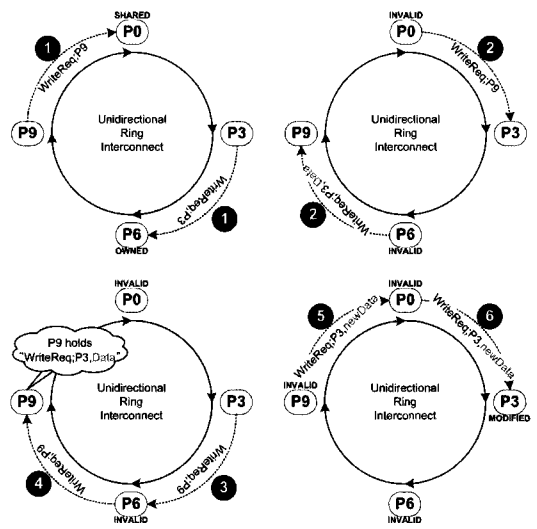 SHARED
P0
1
WriteReq;P9
P9
Unidirectional
Ring
Interconnect
P3
WriteReq;P3
1
P6
OWNED
INVALID
P0
2
WriteReq;P9
P9
Unidirectional
Ring
Interconnect
P3
WriteReq;P3,Data
2
P6
INVALID
INVALID
P0
P9 holds
"WriteReq;P3,Data"
P9
Unidirectional
Ring
Interconnect
P3
WriteReq;P9
4
WriteReq;P9
3
P6
INVALID
INVALID
P0
5
WriteReq;P3,newData
6
WriteReq;P3,newData
INVALID
P9
Unidirectional
Ring
Interconnect
P3
MODIFIED
P6
INVALID